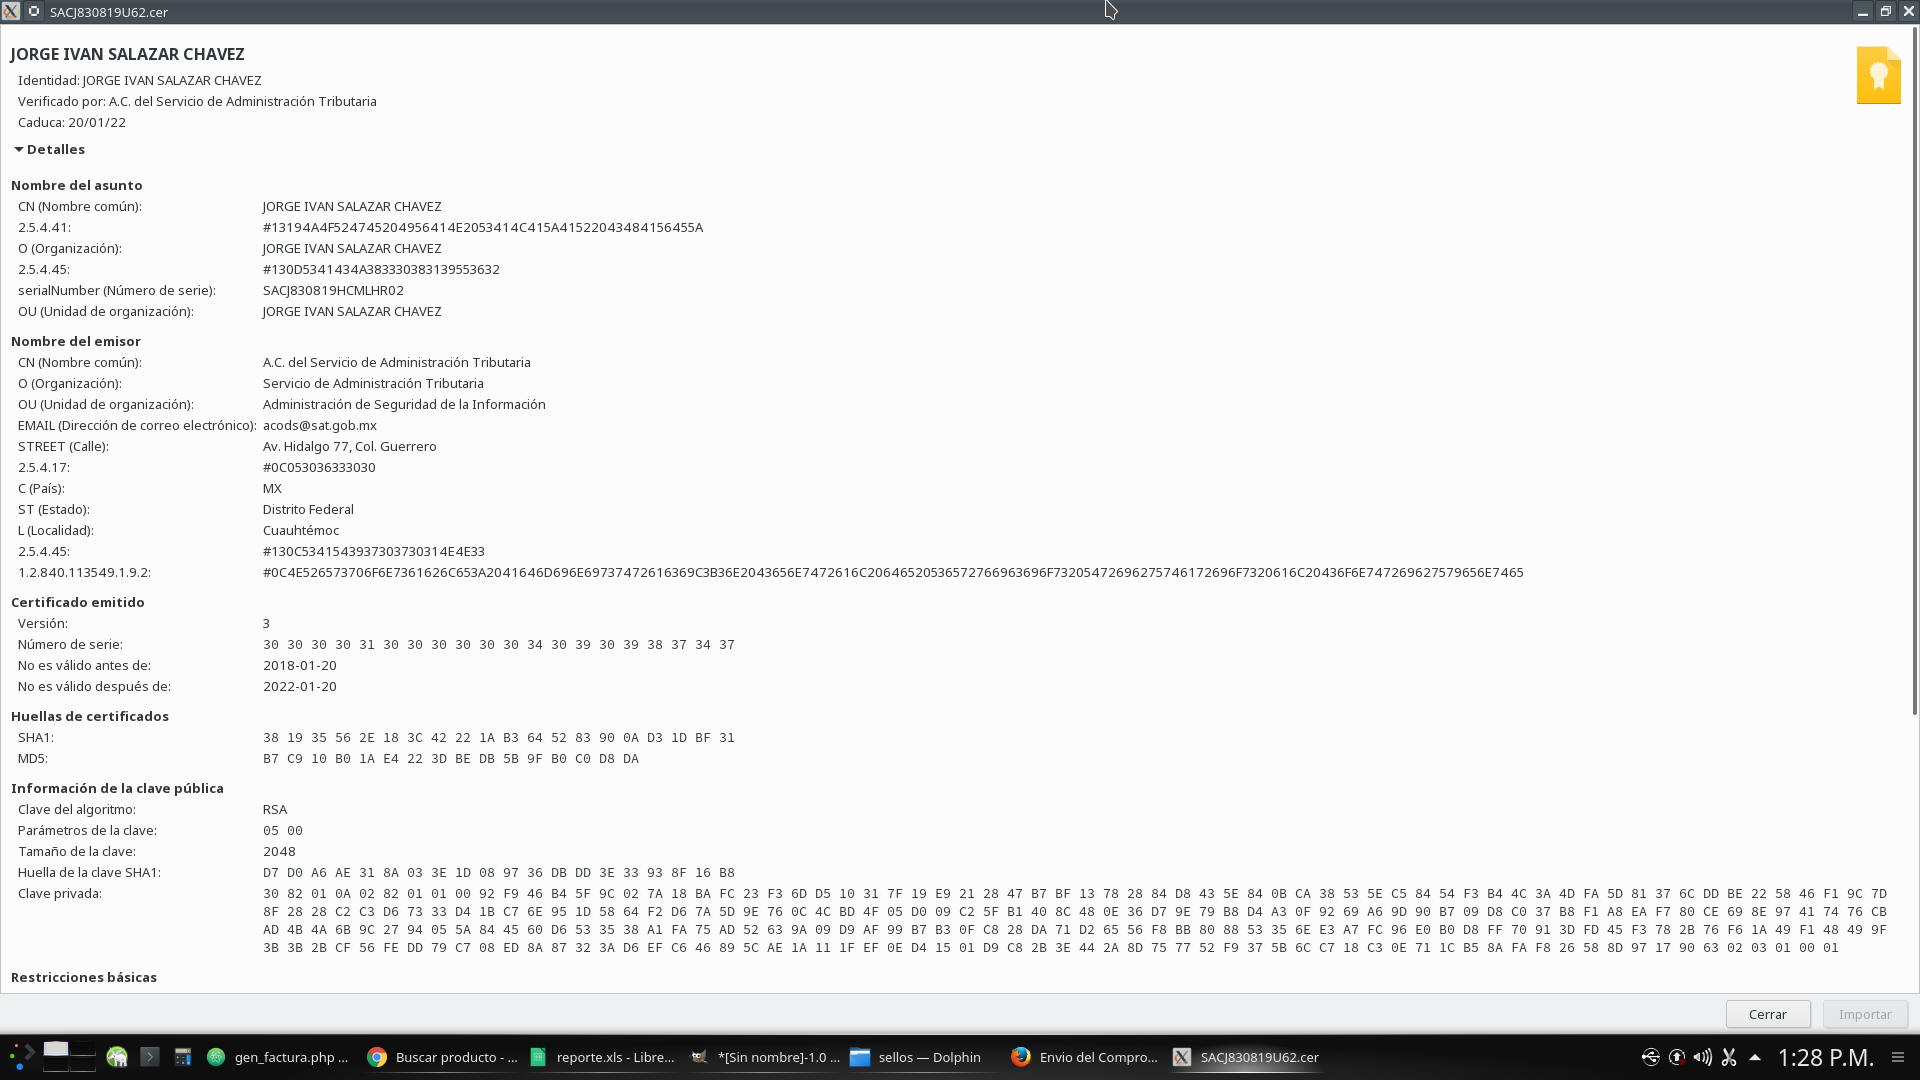 SACJ830819U62.cer
JORGE IVAN SALAZAR CHAVEZ
Identidad: JORGE IVAN SALAZAR CHAVEZ
Verificado por: A.C. del Servicio de Administración Tributaria
Caduca: 20/01/22
Detalles
Nombre del asunto
CN (Nombre común): JORGE IVAN SALAZAR CHAVEZ
2.5.4.41: #13194A4F524745204956414E2053414C415A41522043484156455A
O (Organización): JORGE IVAN SALAZAR CHAVEZ
2.5.4.45: #130D5341434A383330383139553632
serialNumber (Número de serie): SACJ830819HCMLHR02
OU (Unidad de organización): JORGE IVAN SALAZAR CHAVEZ
Nombre del emisor
CN (Nombre común): A.C. del Servicio de Administración Tributaria
O (Organización): Servicio de Administración Tributaria
OU (Unidad de organización): Administración de Seguridad de la Información
EMAIL (Dirección de correo electrónico): acods@sat.gob.mx
STREET (Calle): Av. Hidalgo 77, Col. Guerrero
2.5.4.17: #0C053036333030
C (País): MX
ST (Estado): Distrito Federal
L (Localidad): Cuauhtémoc
2.5.4.45: #130C5341543937303730314E4E33
1.2.840.113549.1.9.2: #0C4E526573706F6E7361626C653A2041646D696E69737472616369C3B36E2043656E7472616C20646520536572766963696F7320547269627574617269​6F7320616C20436F6E747269627579656E7465
Certificado emitido
Versión: 3
Número de serie: 30 30 30 30 31 30 30 30 30 30 30 34 30 39 30 39 38 37 34 37
No es válido antes de: 2018-01-20
No es válido después de: 2022-01-20
Huellas de certificados
SHA1: 38 19 35 56 2E 18 3C 42 22 1A B3 64 52 83 90 0A D3 1D BF 31
MD5: B7 C9 10 B0 1A E4 22 3D BE DB 5B 9F B0 C0 D8 DA
Información de la clave pública
Clave del algoritmo: RSA
Parámetros de la clave: 05 00
Tamaño de la clave: 2048
Huella de la clave SHA1: D7 D0 A6 AE 31 8A 03 3E 1D 08 97 36 DB DD 3E 33 93 8F 16 B8
Clave privada: 30 82 01 0A 02 82 01 01 00 92 F9 46 B4 5F 9C 02 7A 18 BA FC 23 F3 6D D5 10 31 7F 19 E9 21 28 47 B7 BF 13 78 28 84 D8 43 5E 84 0B CA 38 53 5E C5 84 54 F3 B4 4C 3A 4D FA 5D 81 37 6C DD BE 22 58 46 F1 9C 7D
8F 28 28 C2 C3 D6 73 33 D4 1B C7 6E 95 1D 58 64 F2 D6 7A 5D 9E 76 0C 4C BD 4F 05 D0 09 C2 5F B1 40 8C 48 0E 36 D7 9E 79 B8 D4 A3 0F 92 69 A6 9D 90 B7 09 D8 C0 37 B8 F1 A8 EA F7 80 CE 69 8E 97 41 74 76 CB
AD 4B 4A 6B 9C 27 94 05 5A 84 45 60 D6 53 35 38 A1 FA 75 AD 52 63 9A 09 D9 AF 99 B7 B3 0F C8 28 DA 71 D2 65 56 F8 BB 80 88 53 35 6E E3 A7 FC 96 E0 B0 D8 FF 70 91 3D FD 45 F3 78 2B 76 F6 1A 49 F1 48 49 9F
3B 3B 2B CF 56 FE DD 79 C7 08 ED 8A 87 32 3A D6 EF C6 46 89 5C AE 1A 11 1F EF 0E D4 15 01 D9 C8 2B 3E 44 2A 8D 75 77 52 F9 37 5B 6C C7 18 C3 0E 71 1C B5 8A FA F8 26 58 8D 97 17 90 63 02 03 01 00 01
Restricciones básicas
Cerrar Importar
gen_factura.php ... Buscar producto - ... reporte.xls - Libre... *[Sin nombre]-1.0 ... sellos — Dolphin Envio del Compro... SACJ830819U62.cer 1:28 P.M.